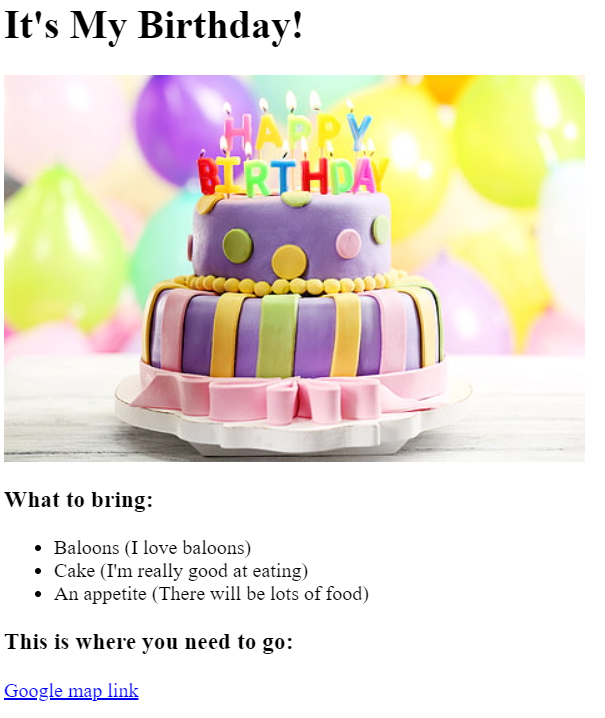 It's My Birthday!
HAPPY
BIRTHDAY
What to bring:
Baloons (I love baloons)
Cake (I'm really good at eating)
An appetite (There will be lots of food)
This is where you need to go:
Google map link